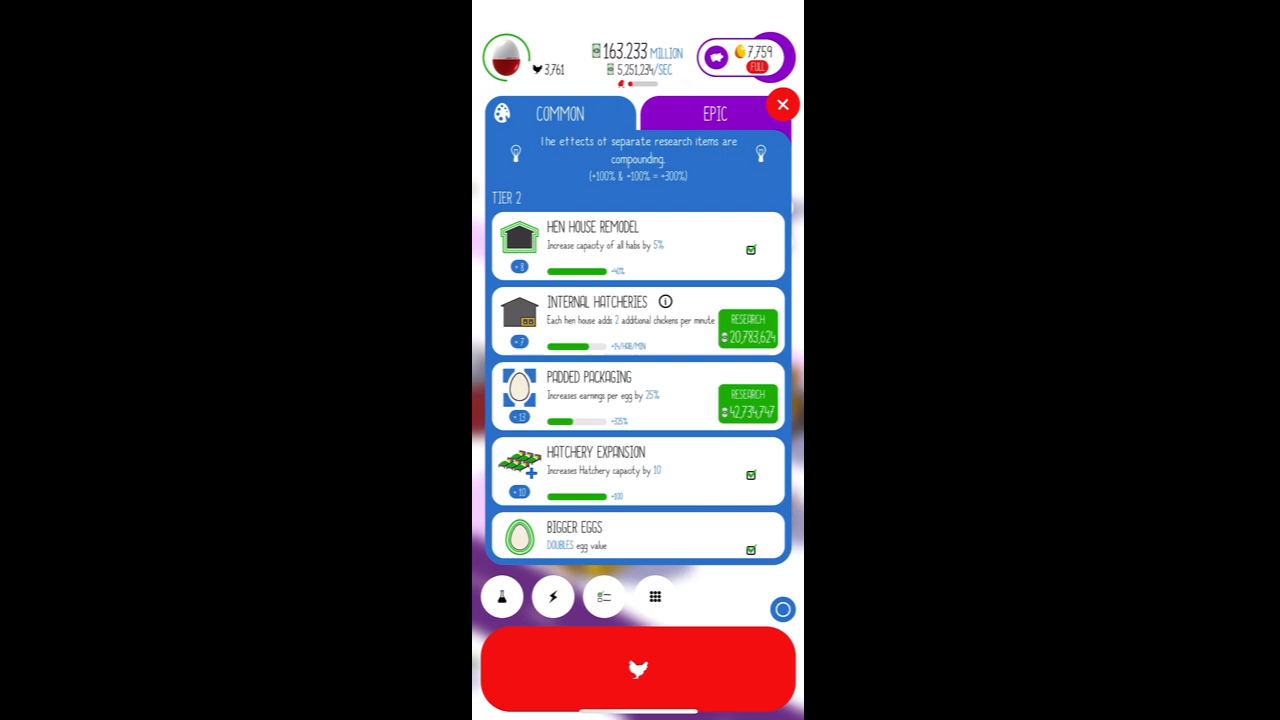 163.233 MILLION
3,761
5,251,234/SEC
7,759
FULL
COMMON
EPIC
The effects of separate research items are
compounding.
(+100% & +100% = +300%)
TIER 2
HEN HOUSE REMODEL
Increase capacity of all habs by 5%
+8
+40%
INTERNAL HATCHERIES
Each hen house adds 2 additional chickens per minute
RESEARCH
20,783,624
+7
+14/HAB/MIN
PADDED PACKAGING
Increases earnings per egg by 25%
RESEARCH
42,734,747
+13
+325%
HATCHERY EXPANSION
Increases Hatchery capacity by 10
+10
+100
BIGGER EGGS
DOUBLES egg value